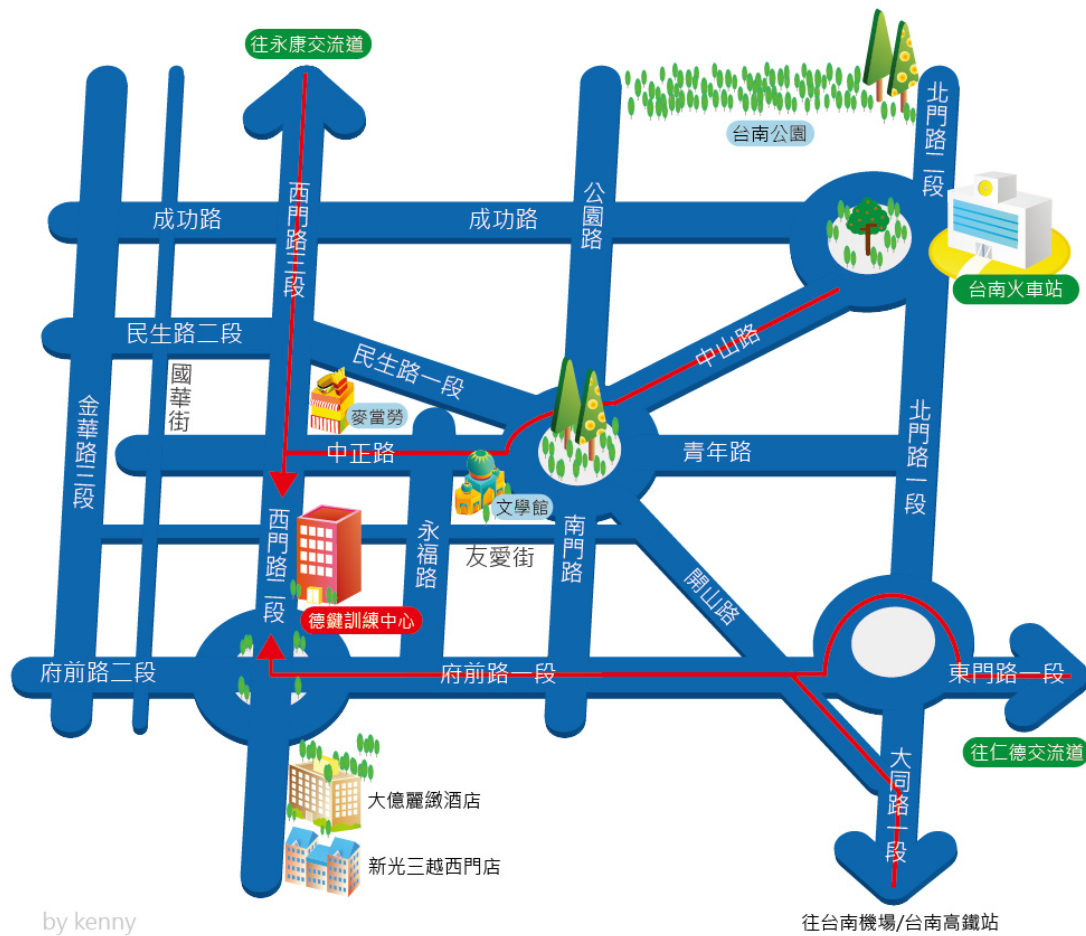 往永康交流道
台南公園
北門路二段
西門路三段
公園路
成功路
成功路
台南火車站
民生路二段
民生路一段
中山路
國華街
金華路三段
麥當勞
北門路一段
中正路
青年路
文學館
西門路二段
永福路
友愛街
南門路
開山路
德鍵訓練中心
府前路二段
府前路一段
東門路一段
往仁德交流道
大同路一段
大億麗緻酒店
新光三越西門店
by kenny
往台南機場/台南高鐵站